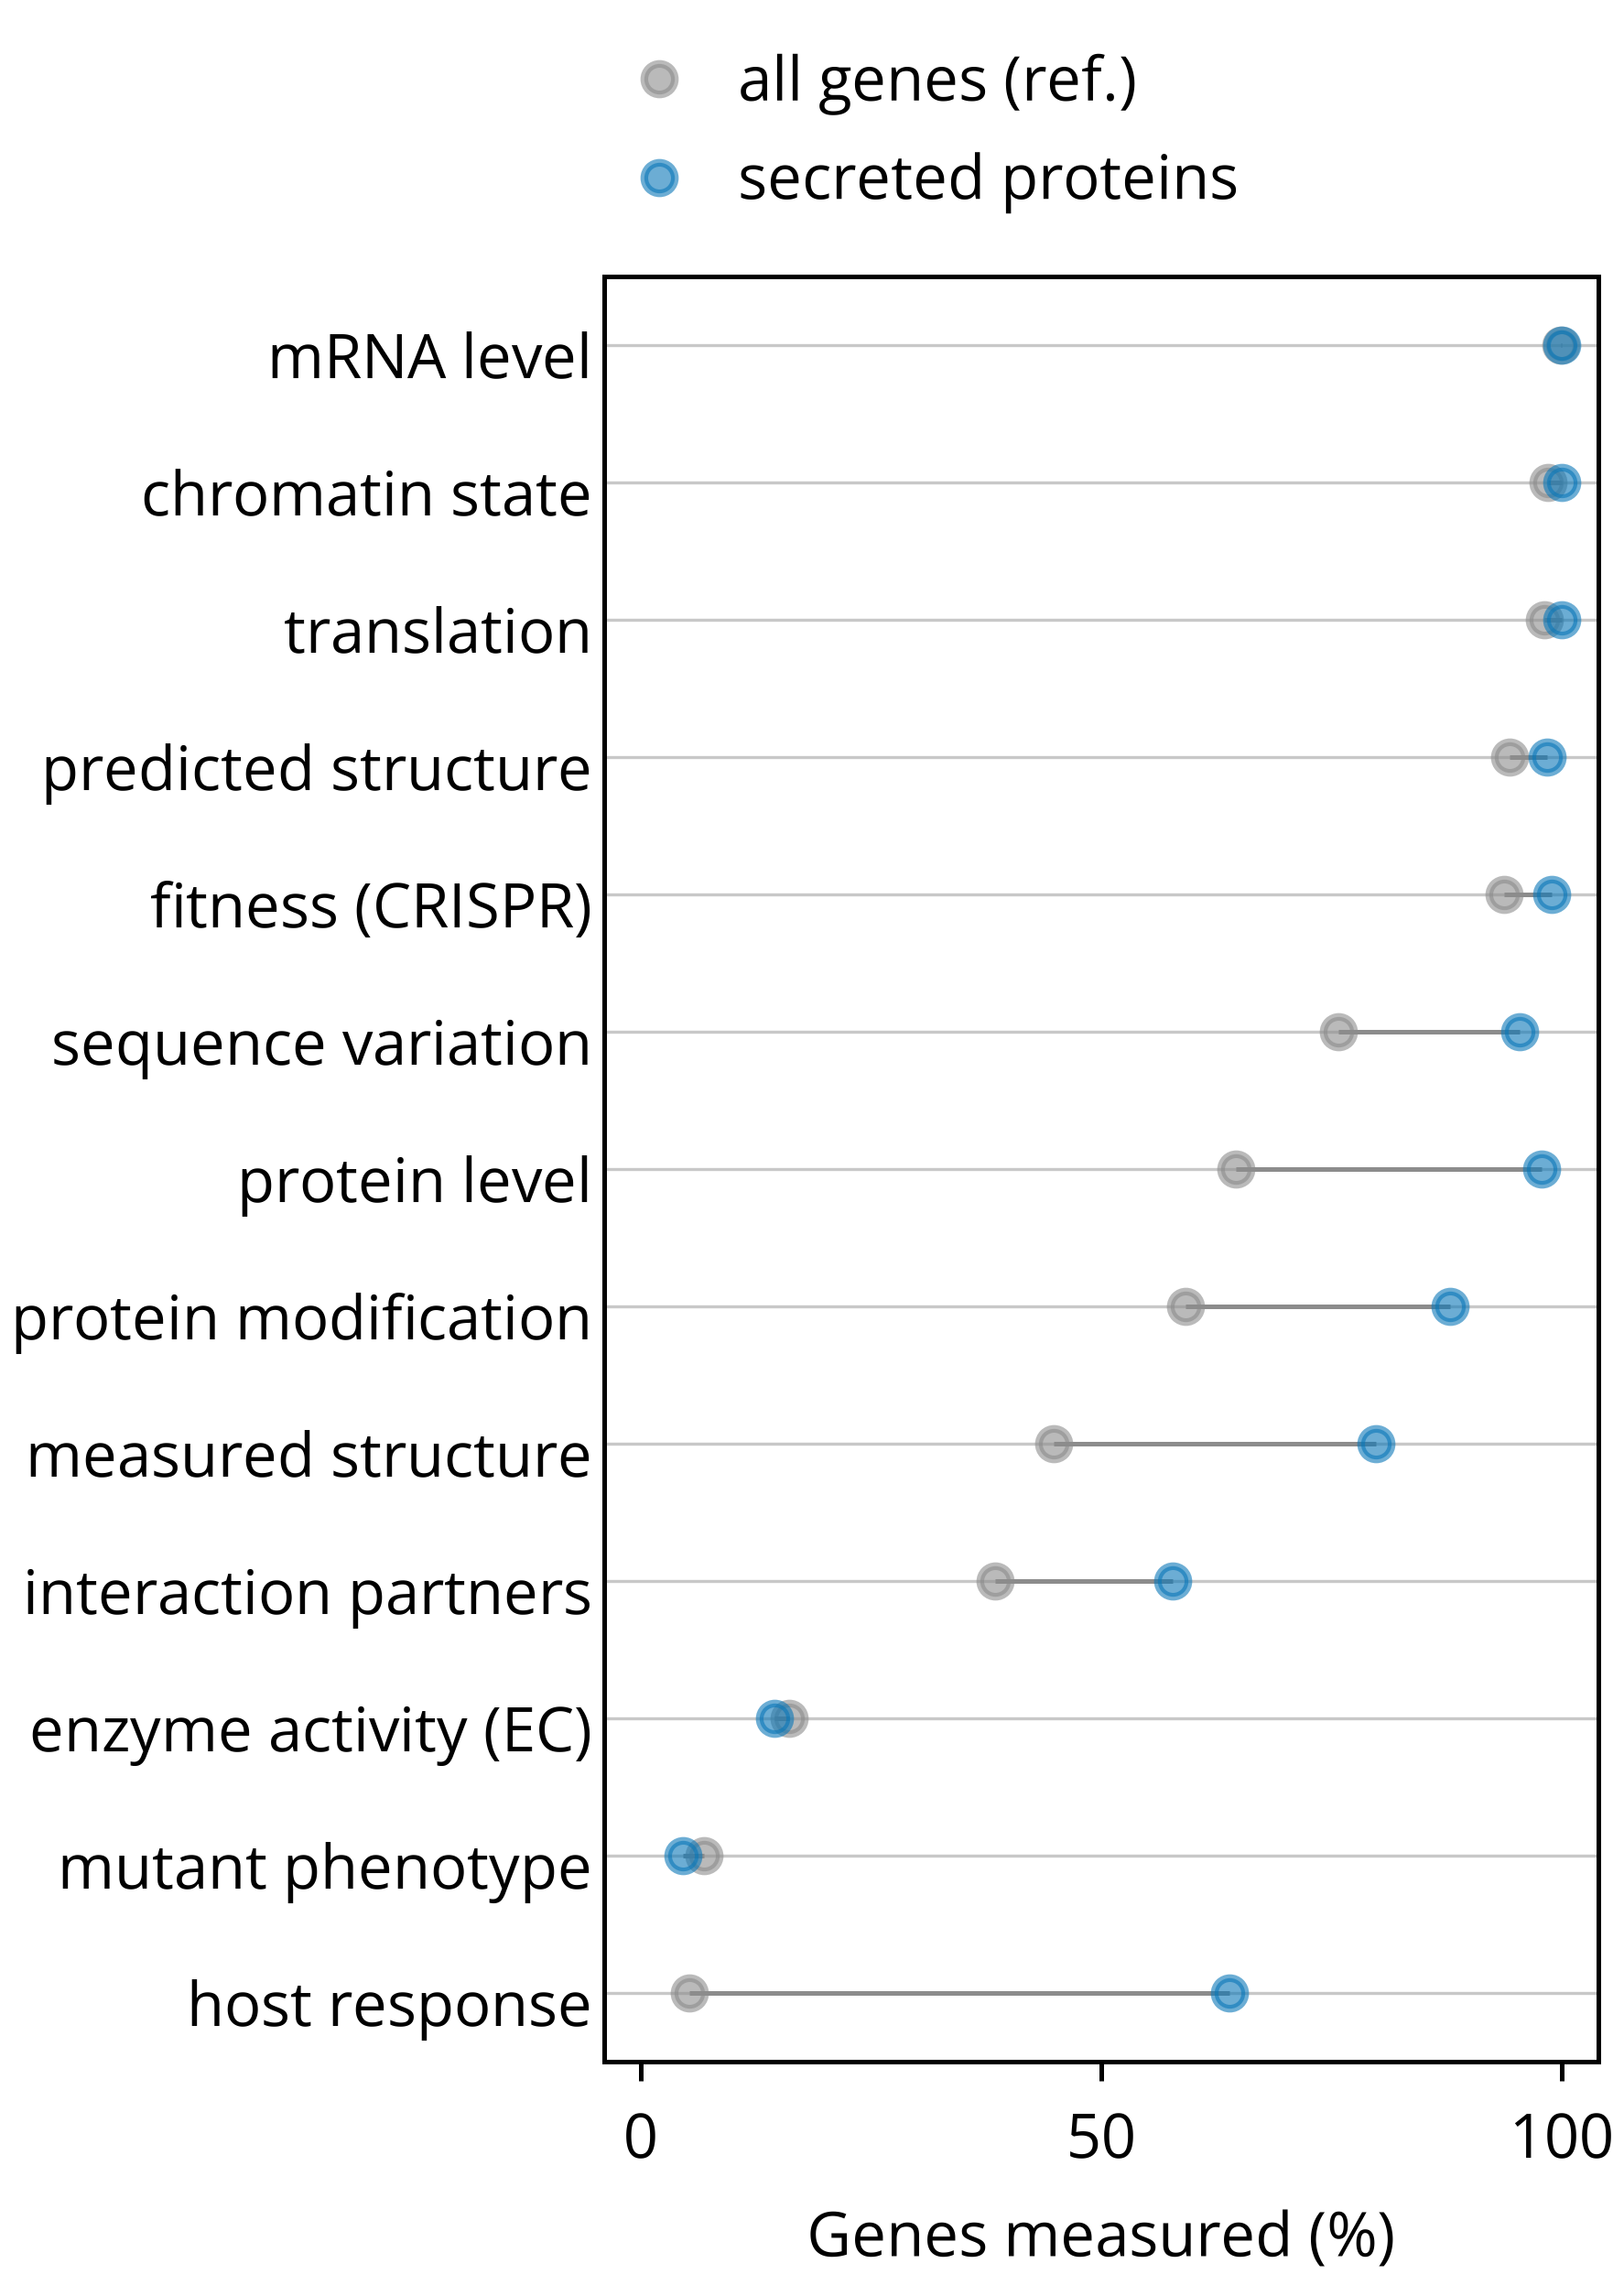 all genes (ref.)
secreted proteins
mRNA level
chromatin state
translation
predicted structure
fitness (CRISPR)
sequence variation
protein level
protein modification
measured structure
interaction partners
enzyme activity (EC)
mutant phenotype
host response
0 50 100
Genes measured (%)